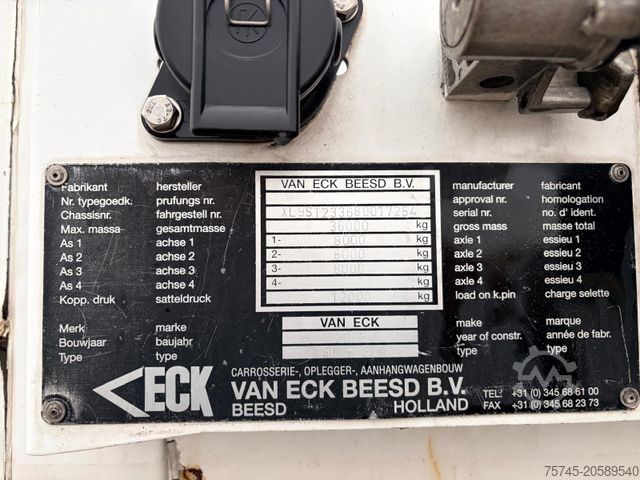 K
Fabrikant hersteller VAN ECK BEESD B.V. manufacturer fabricant
Nr. typegoedk. prüfungs nr. approval nr. homologation
Chassisnr. fahrgestell nr. XL9ST233680017254 serial nr. no. d' ident.
Max. massa gesamtmasse 36000 kg gross mass masse total
As 1 achse 1 1- 8000 kg axle 1 essieu 1
As 2 achse 2 2- 8000 kg axle 2 essieu 2
As 3 achse 3 3- 8000 kg axle 3 essieu 3
As 4 achse 4 4- kg axle 4 essieu 4
Kopp. druk satteldruck 12000 kg load on k.pin charge selette
Merk marke VAN ECK make marque
Bouwjaar baujahr year of constr. année de fabr.
Type type type type
ECK
CARROSSERIE-, OPLEGGER-, AANHANGWAGENBOUW
VAN ECK BEESD B.V.
BEESD HOLLAND
TEL: +31 (0) 345 68 61 00
FAX +31 (0) 345 68 23 73
75745-20589540